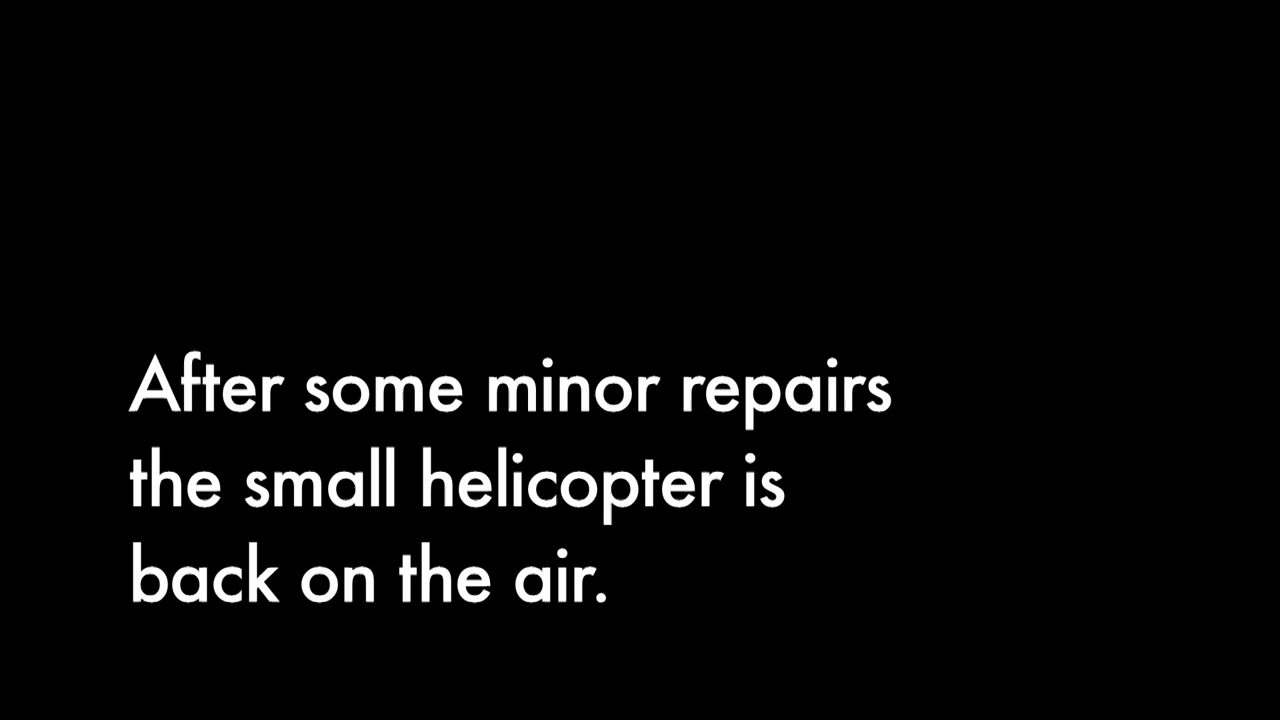 After some minor repairs
the small helicopter is
back on the air.